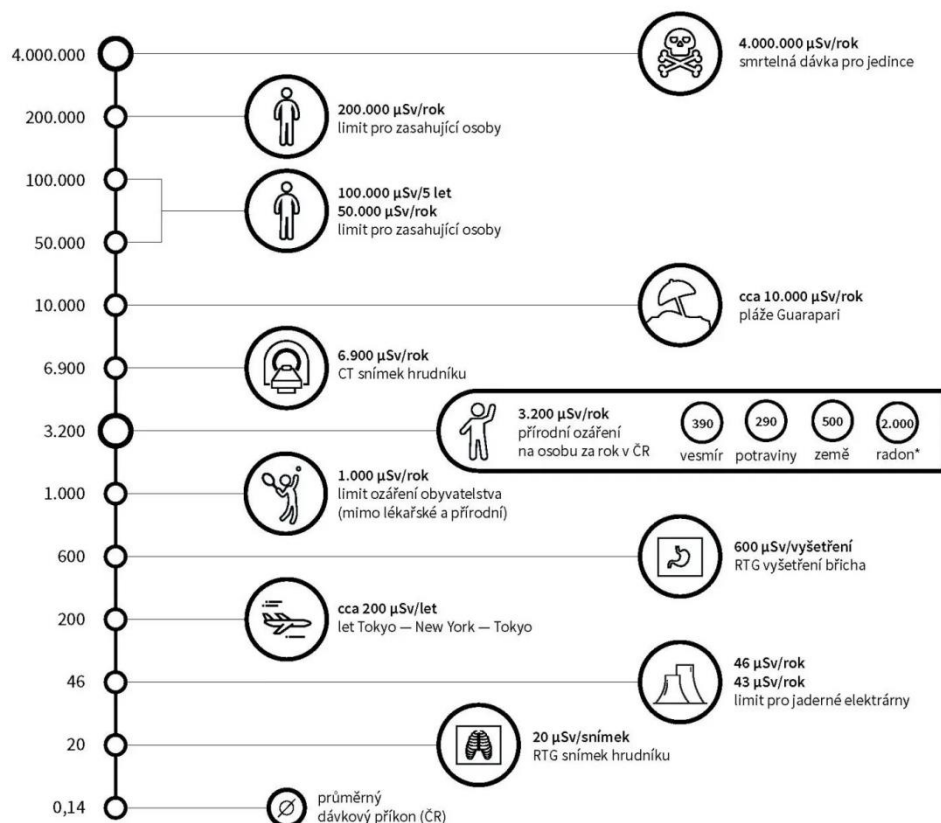 4.000.000
4.000.000 µSv/rok
smrtelná dávka pro jedince
200.000
200.000 µSv/rok
limit pro zasahující osoby
100.000
100.000 µSv/5 let
50.000 µSv/rok
limit pro zasahující osoby
50.000
10.000
cca 10.000 µSv/rok
pláže Guarapari
6.900
6.900 µSv/rok
CT snímek hrudníku
3.200
3.200 µSv/rok
přírodní ozáření
na osobu za rok v ČR
390
vesmír
290
potraviny
500
země
2.000
radon*
1.000
1.000 µSv/rok
limit ozáření obyvatelstva
(mimo lékařské a přírodní)
600
600 µSv/vyšetření
RTG vyšetření břicha
200
cca 200 µSv/let
let Tokyo — New York — Tokyo
46
46 µSv/rok
43 µSv/rok
limit pro jaderné elektrárny
20
20 µSv/snímek
RTG snímek hrudníku
0,14
průměrný
dávkový příkon (ČR)